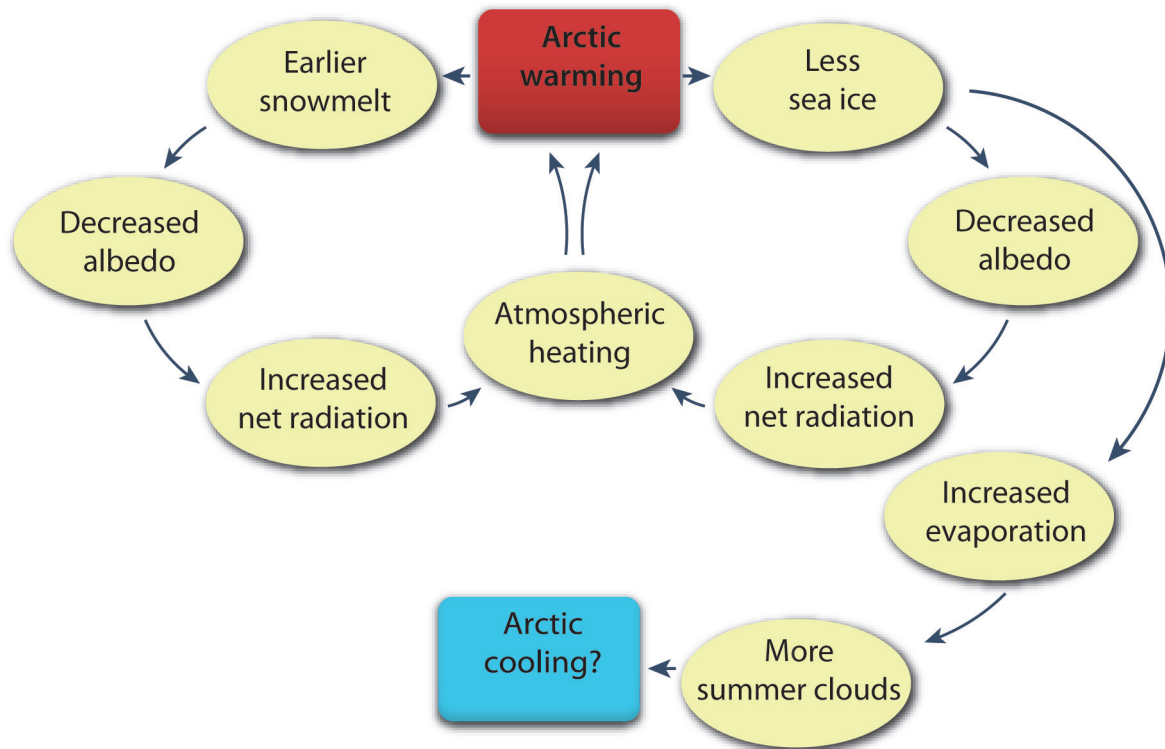 Arctic
warming
Earlier
snowmelt
Less
sea ice
Decreased
albedo
Decreased
albedo
Atmospheric
heating
Increased
net radiation
Increased
net radiation
Increased
evaporation
Arctic
cooling?
More
summer clouds